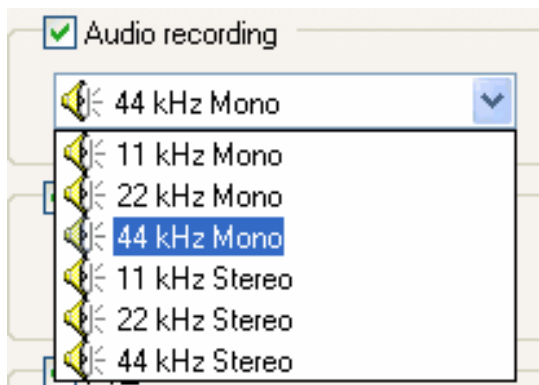 Audio recording
44 kHz Mono
11 kHz Mono
22 kHz Mono
44 kHz Mono
11 kHz Stereo
22 kHz Stereo
44 kHz Stereo